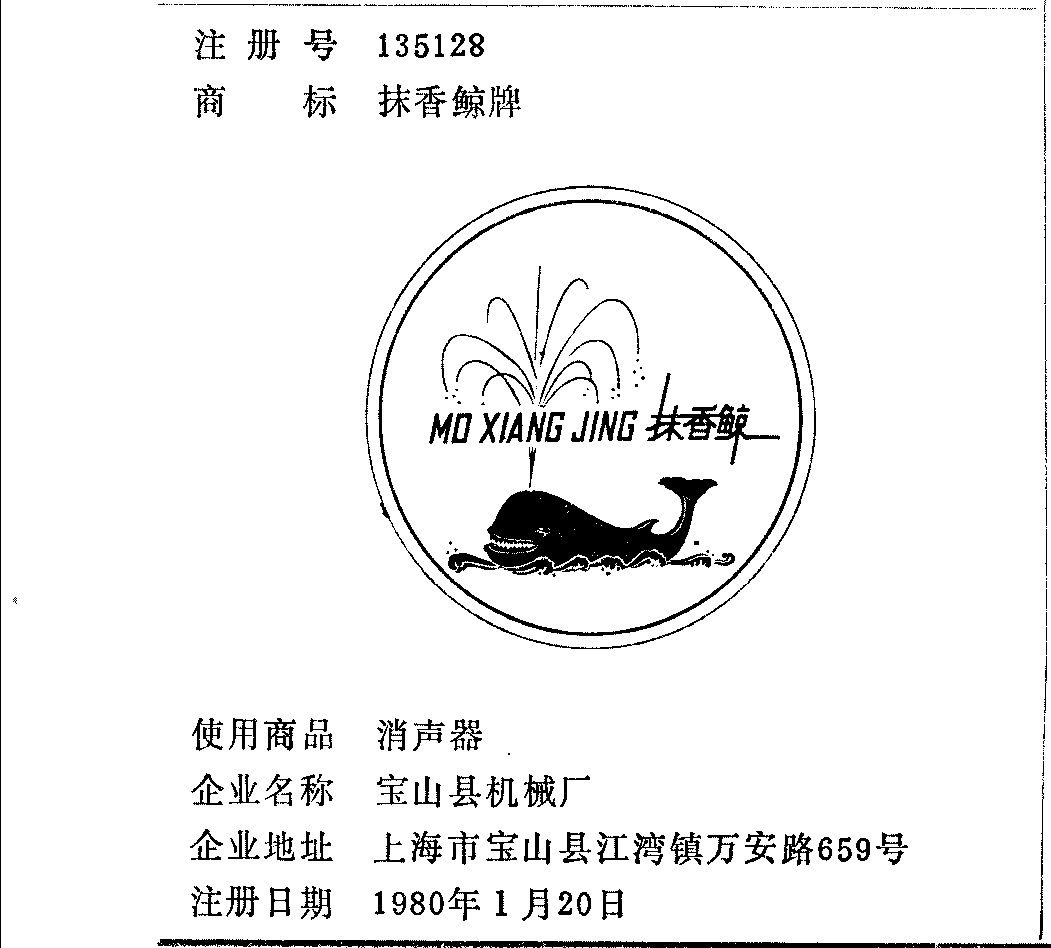 注册号 135128
商标 抹香鲸牌
MO XIANG JING 抹香鲸
使用商品 消声器
企业名称 宝山县机械厂
企业地址 上海市宝山县江湾镇万安路659号
注册日期 1980年1月20日